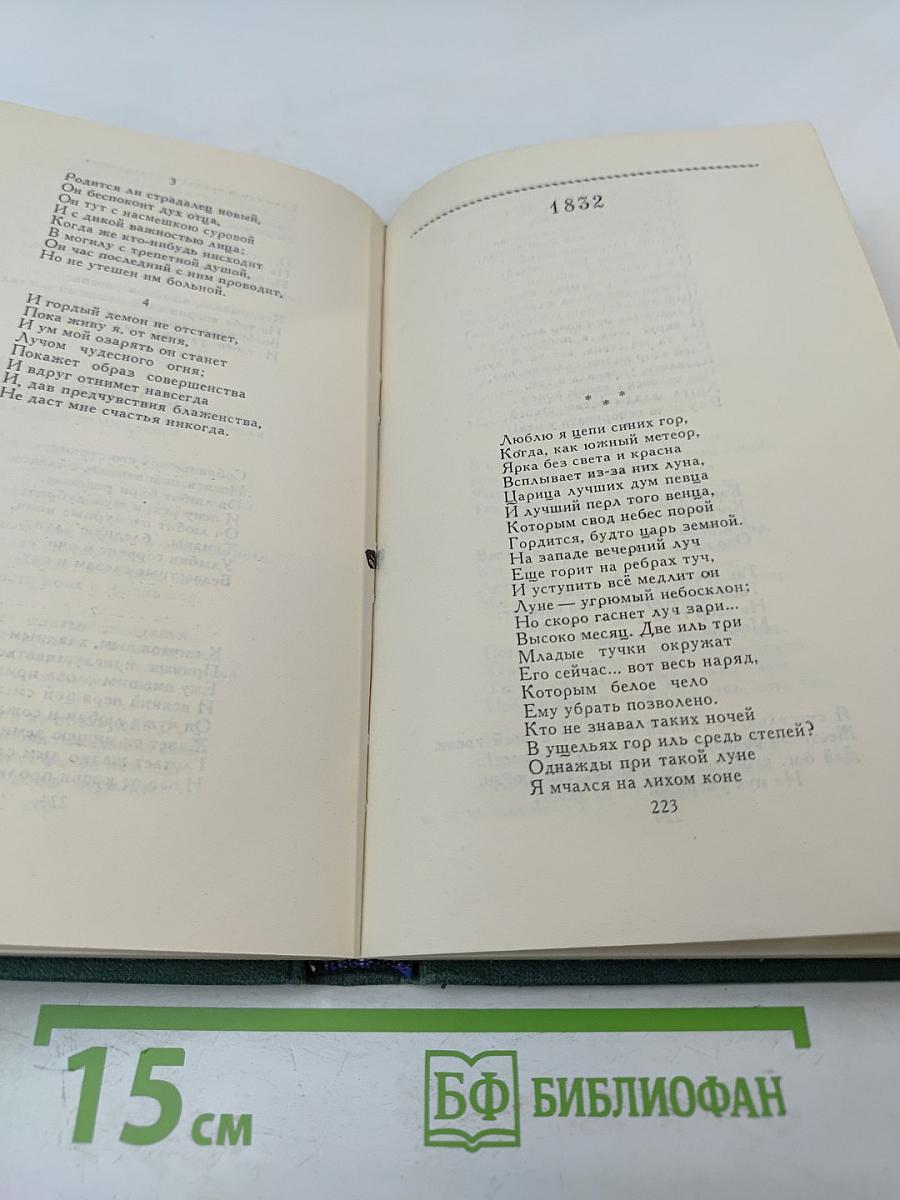 3
Родится ли страдалец новый,
Он беспокоит дух отца,
Он тут с насмешкою суровой
И с дикой важностью лица;
Когда же кто-нибудь нисходит
В могилу с трепетной душой,
Он час последний с ним проводит,
Но не утешен им больной.
4
И гордый демон не отстанет,
Пока живу я, от меня,
И ум мой озарять он станет
Лучом чудесного огня;
Покажет образ совершенства
И вдруг отнимет навсегда
И, дав предчувствия блаженства,
Не даст мне счастья никогда.
1832
* * *
Люблю я цепи синих гор,
Когда, как южный метеор,
Ярка без света и красна
Всплывает из-за них луна,
Царица лучших дум певца
И лучший перл того венца,
Которым свод небес порой
Гордится, будто царь земной.
На западе вечерний луч
Еще горит на ребрах туч,
И уступить всё медлит он
Луне — угрюмый небосклон;
Но скоро гаснет луч зари...
Высоко месяц. Две иль три
Младые тучки окружат
Его сейчас... вот весь наряд,
Которым белое чело
Ему убрать позволено.
Кто не знавал таких ночей
В ущельях гор иль средь степей?
Однажды при такой луне
Я мчался на лихом коне
223
15 см
БФ БИБЛИОФАН